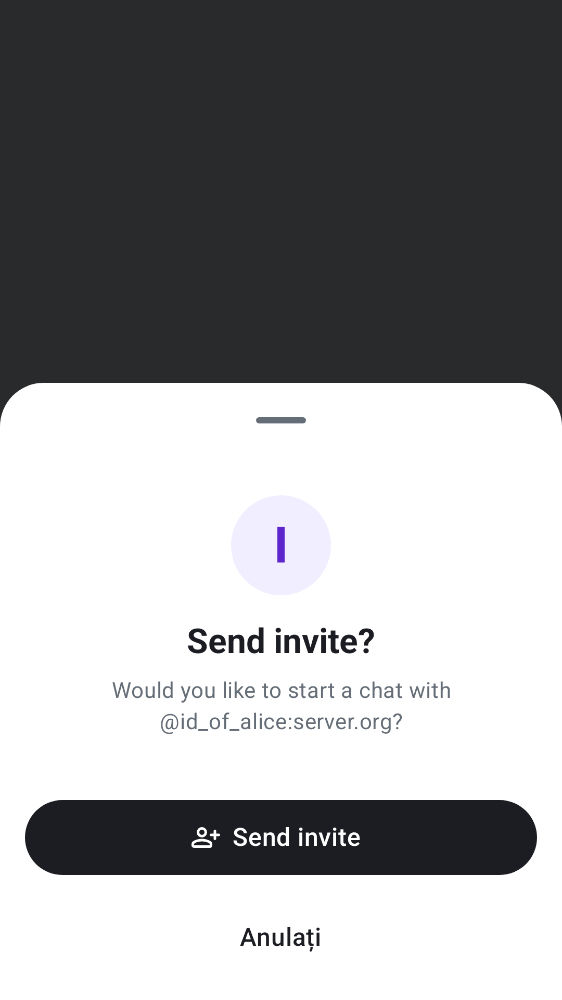 I
Send invite?
Would you like to start a chat with
@id_of_alice:server.org?
Send invite
Anulați